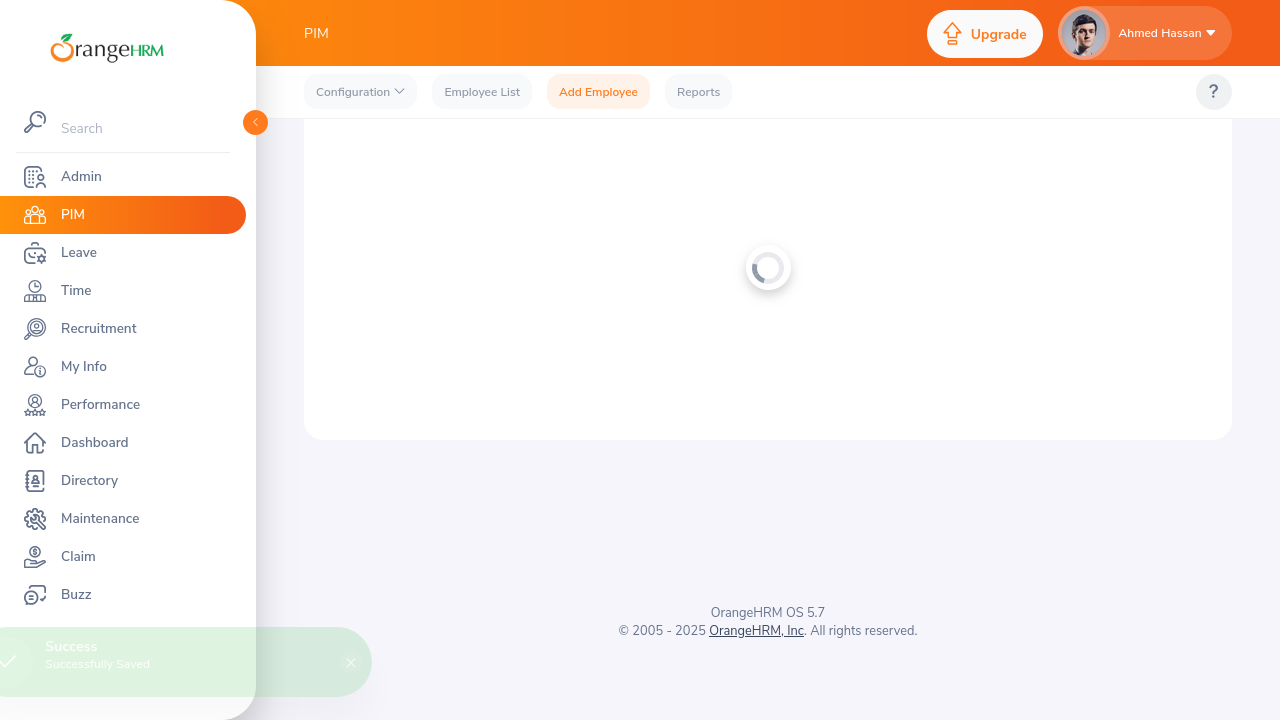 OrangeHRM
PIM
Upgrade
Ahmed Hassan
Configuration
Employee List
Add Employee
Reports
?
Search
Admin
PIM
Leave
Time
Recruitment
My Info
Performance
Dashboard
Directory
Maintenance
Claim
Buzz
OrangeHRM OS 5.7
© 2005 - 2025 OrangeHRM, Inc. All rights reserved.
Success
Successfully Saved